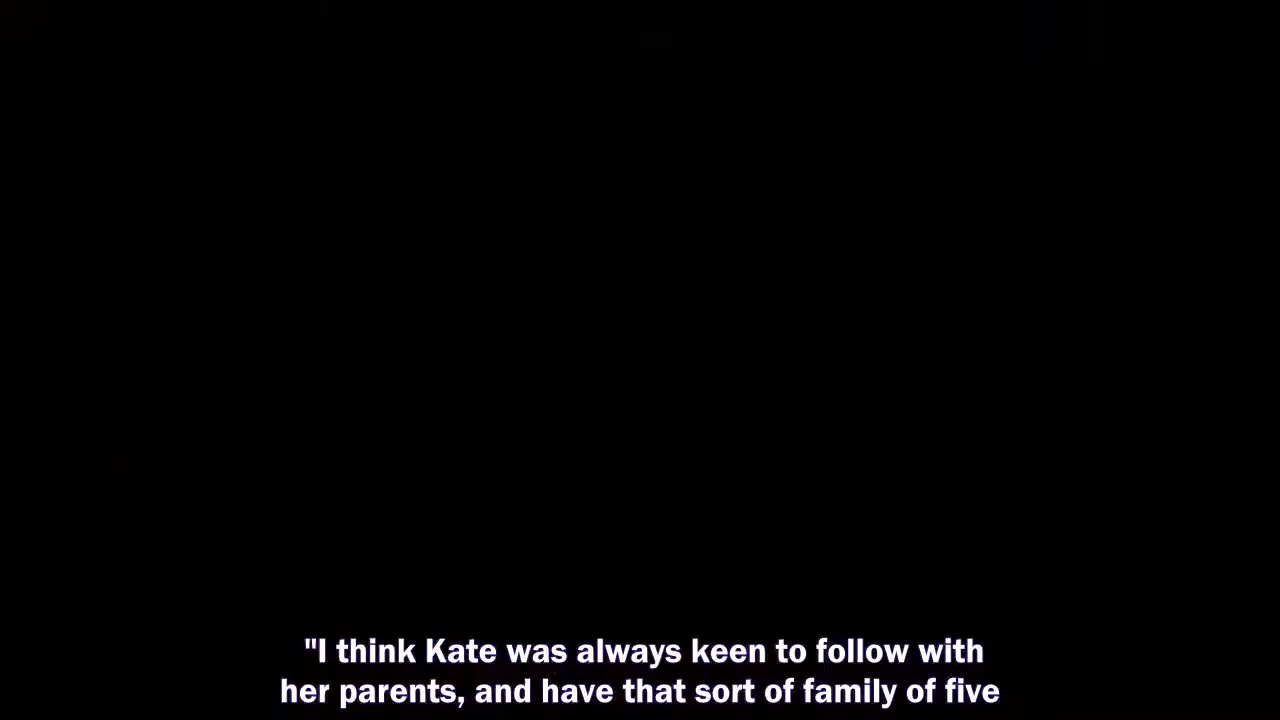 "I think Kate was always keen to follow with
her parents, and have that sort of family of five